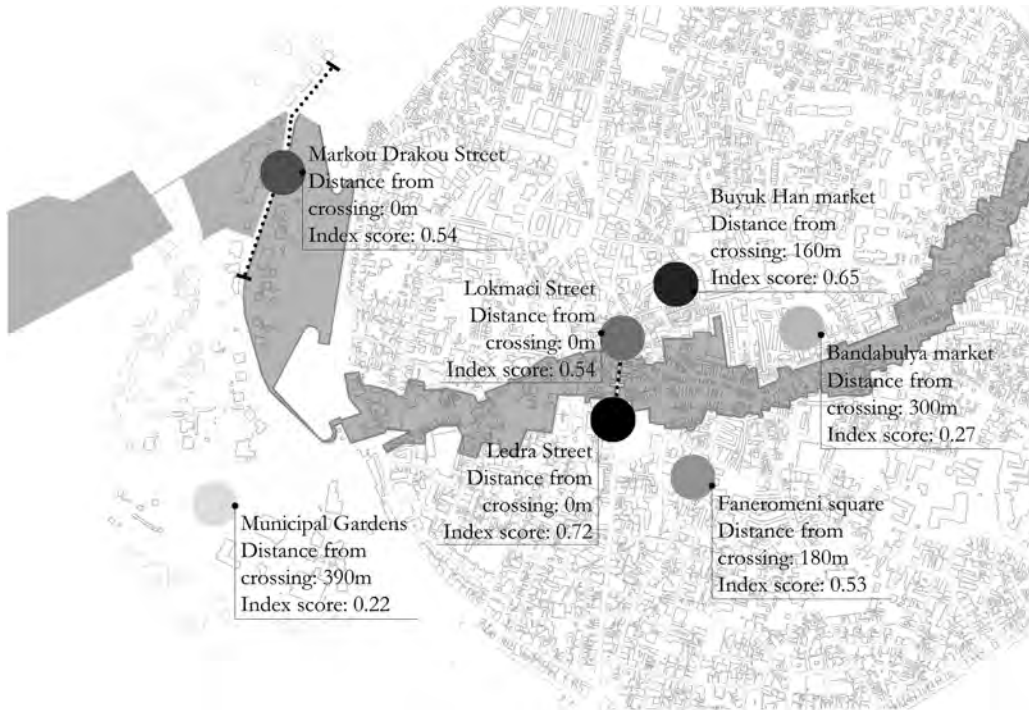 Markou Drakou Street
Distance from
crossing: 0m
Index score: 0.54
Buyuk Han market
Distance from
crossing: 160m
Index score: 0.65
Lokmaci Street
Distance from
crossing: 0m
Index score: 0.54
Bandabulya market
Distance from
crossing: 300m
Index score: 0.27
Ledra Street
Distance from
crossing: 0m
Index score: 0.72
Faneromeni square
Distance from
crossing: 180m
Index score: 0.53
Municipal Gardens
Distance from
crossing: 390m
Index score: 0.22